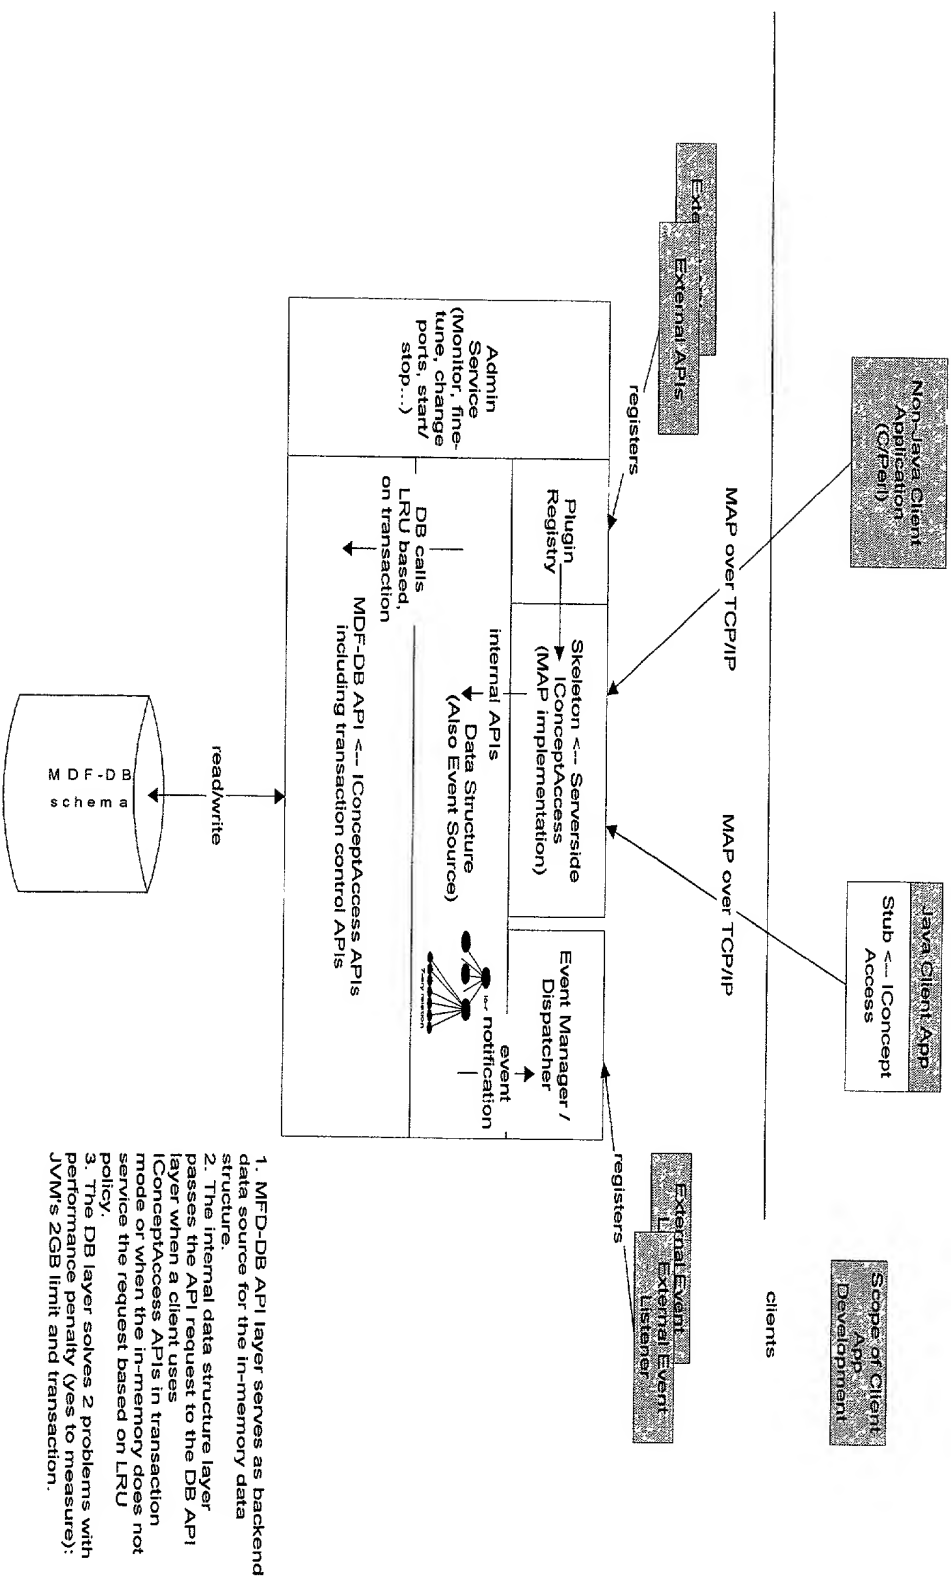 Non-Java Client
Application
(C/Perl)
Java Client App
Stub <-- IConcept
Access
Scope of Client
App
Development
clients
MAP over TCP/IP
MAP over TCP/IP
External APIs
registers
External Event
External Event
Listener
registers
Admin
Service
(Monitor, fine-
tune, change
ports, start/
stop....)
Plugin
Registry
Skeleton <-- Serverside
IConceptAccess
(MAP implementation)
Event Manager /
Dispatcher
internal APIs
Data Structure
(Also Event Source)
event
notification
DB calls
LRU based,
on transaction
MDF-DB API <-- IConceptAccess APIs
including transaction control APIs
read/write
MDF-DB
schema
1. MFD-DB API layer serves as backend
data source for the in-memory data
structure.
2. The internal data structure layer
passes the API request to the DB API
layer when a client uses
IConceptAccess APIs in transaction
mode or when the in-memory does not
service the request based on LRU
policy.
3. The DB layer solves 2 problems with
performance penalty (yes to measure):
JVM's 2GB limit and transaction.